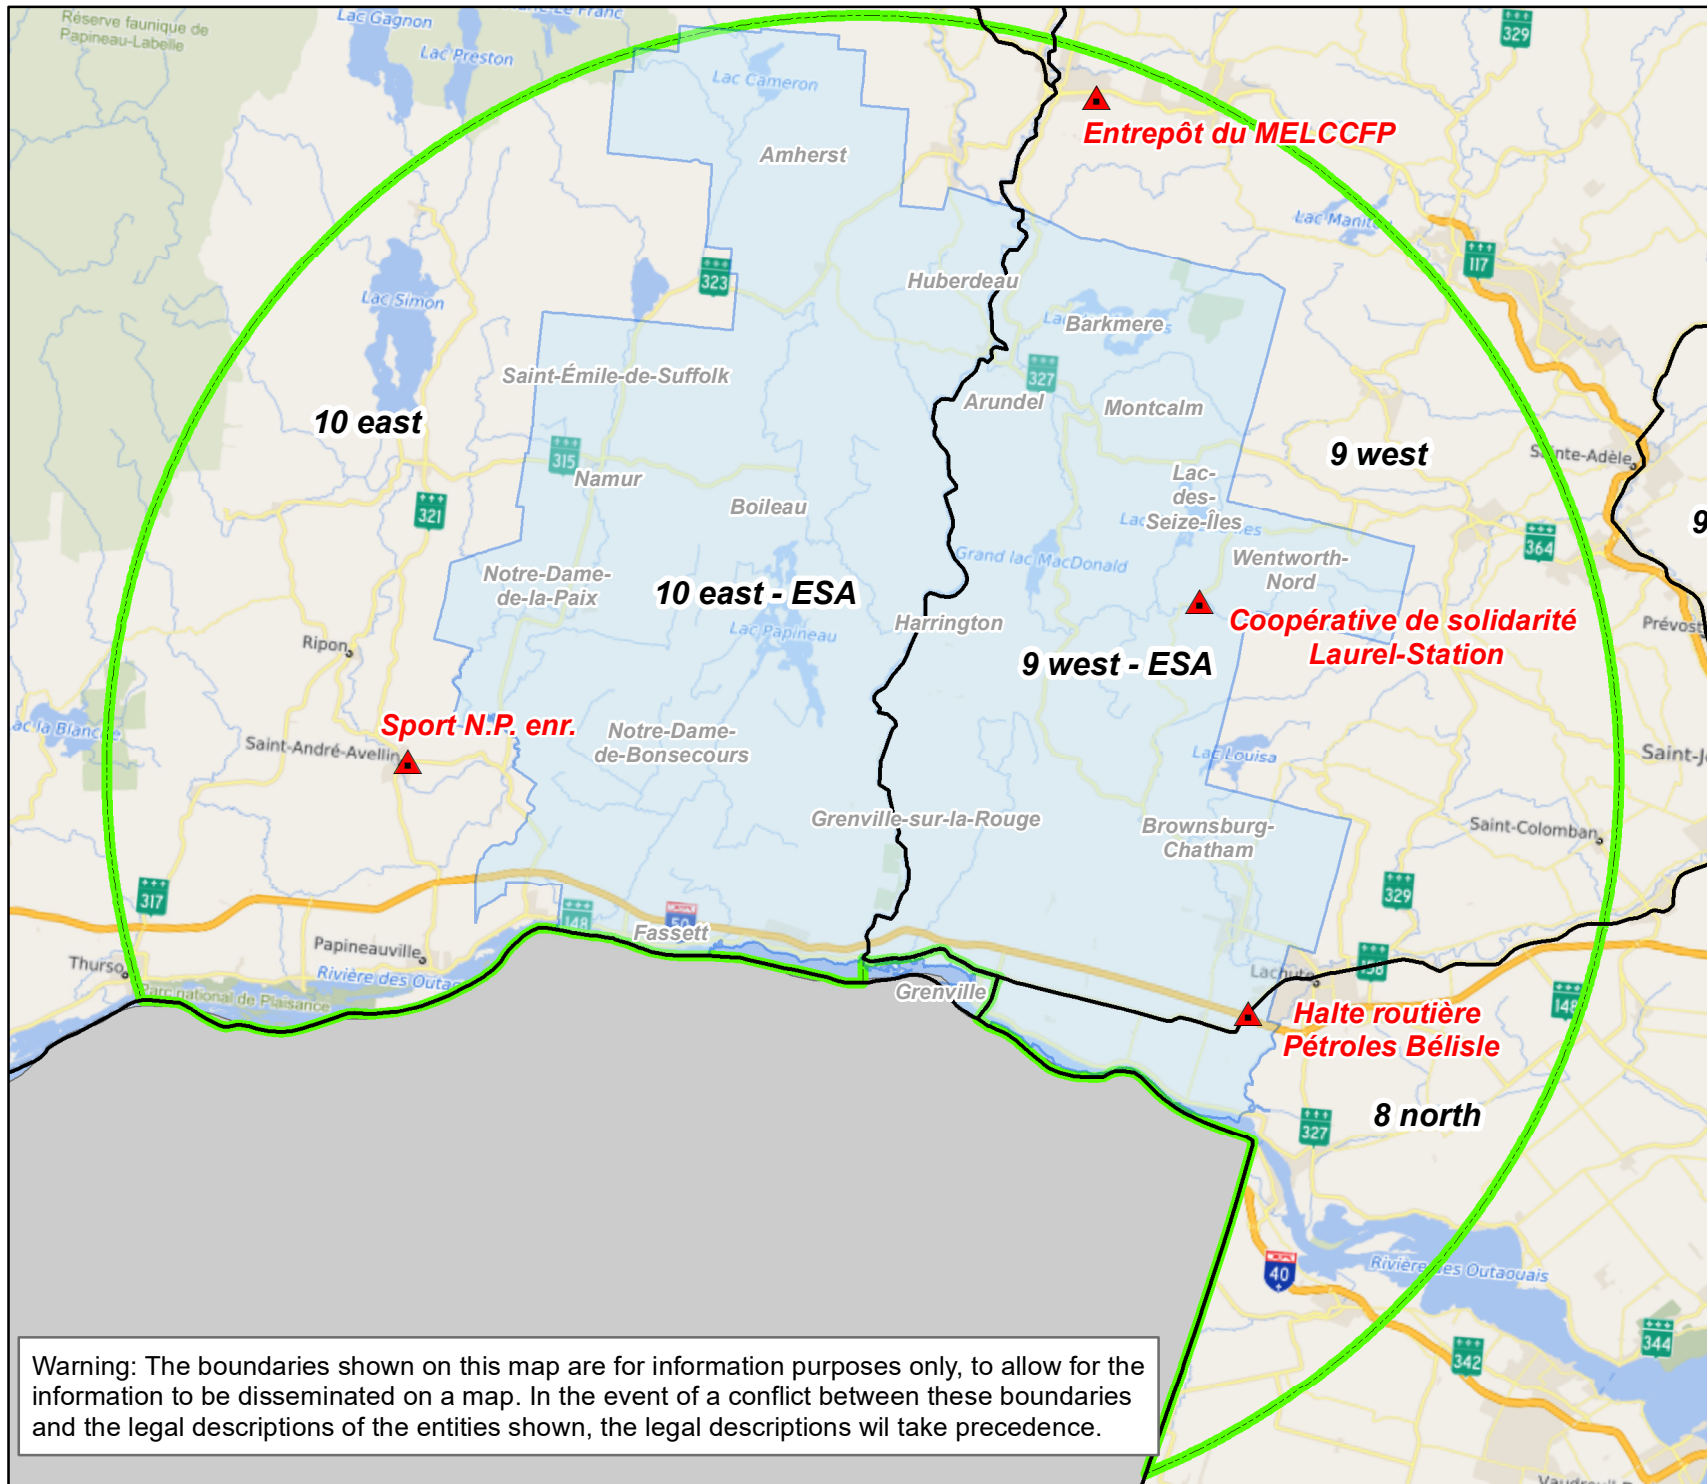 Réserve faunique de
Papineau-Labelle
Lac Gagnon
Lac Preston
Lac Cameron
329
Entrepôt du MELCCFP
Amherst
Lac Manitou
117
Huberdeau
323
Lac Simon
Barkmere
327
Saint-Émile-de-Suffolk
Arundel
Montcalm
10 east
9 west
Sainte-Adèle
315
Namur
321
Boileau
Lac-
des-
Seize-Îles
9
364
Grand lac MacDonald
Wentworth-
Nord
Notre-Dame-
de-la-Paix
10 east - ESA
Harrington
Lac Papineau
Coopérative de solidarité
Laurel-Station
Prévost
Ripon
9 west - ESA
Sport N.P. enr.
Notre-Dame-
de-Bonsecours
Saint-André-Avellin
Lac Louisa
Saint-J
Grenville-sur-la-Rouge
Brownsburg-
Chatham
Saint-Colomban
317
329
148
50
Fassett
Papineauville
Thurso
Rivière des Outa
Parc national de Plaisance
158
Lachute
Grenville
148
Halte routière
Pétroles Bélisle
8 north
327
40
Rivière des Outaouais
344
342
Warning: The boundaries shown on this map are for information purposes only, to allow for the
information to be disseminated on a map. In the event of a conflict between these boundaries
and the legal descriptions of the entities shown, the legal descriptions wil take precedence.